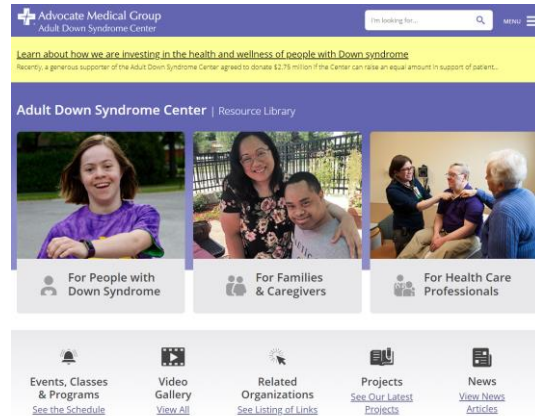 Advocate Medical Group
Adult Down Syndrome Center
I'm looking for...
MENU
Learn about how we are investing in the health and wellness of people with Down syndrome
Recently, a generous supporter of the Adult Down Syndrome Center agreed to donate $2.75 million if the Center can raise an equal amount in support of patient...
Adult Down Syndrome Center | Resource Library
For People with
Down Syndrome
For Families
& Caregivers
For Health Care
Professionals
Events, Classes
& Programs
See the Schedule
Video
Gallery
View All
Related
Organizations
See Listing of Links
Projects
See Our Latest
Projects
News
View News
Articles